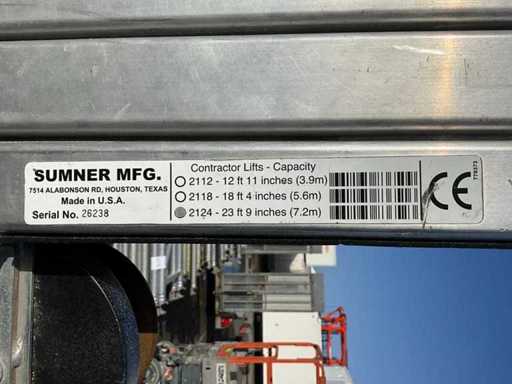 SUMNER MFG.
7514 ALABONSON RD, HOUSTON, TEXAS
Made in U.S.A.
Serial No. 26238
Contractor Lifts - Capacity
2112 - 12 ft 11 inches (3.9m)
2118 - 18 ft 4 inches (5.6m)
2124 - 23 ft 9 inches (7.2m)
CE